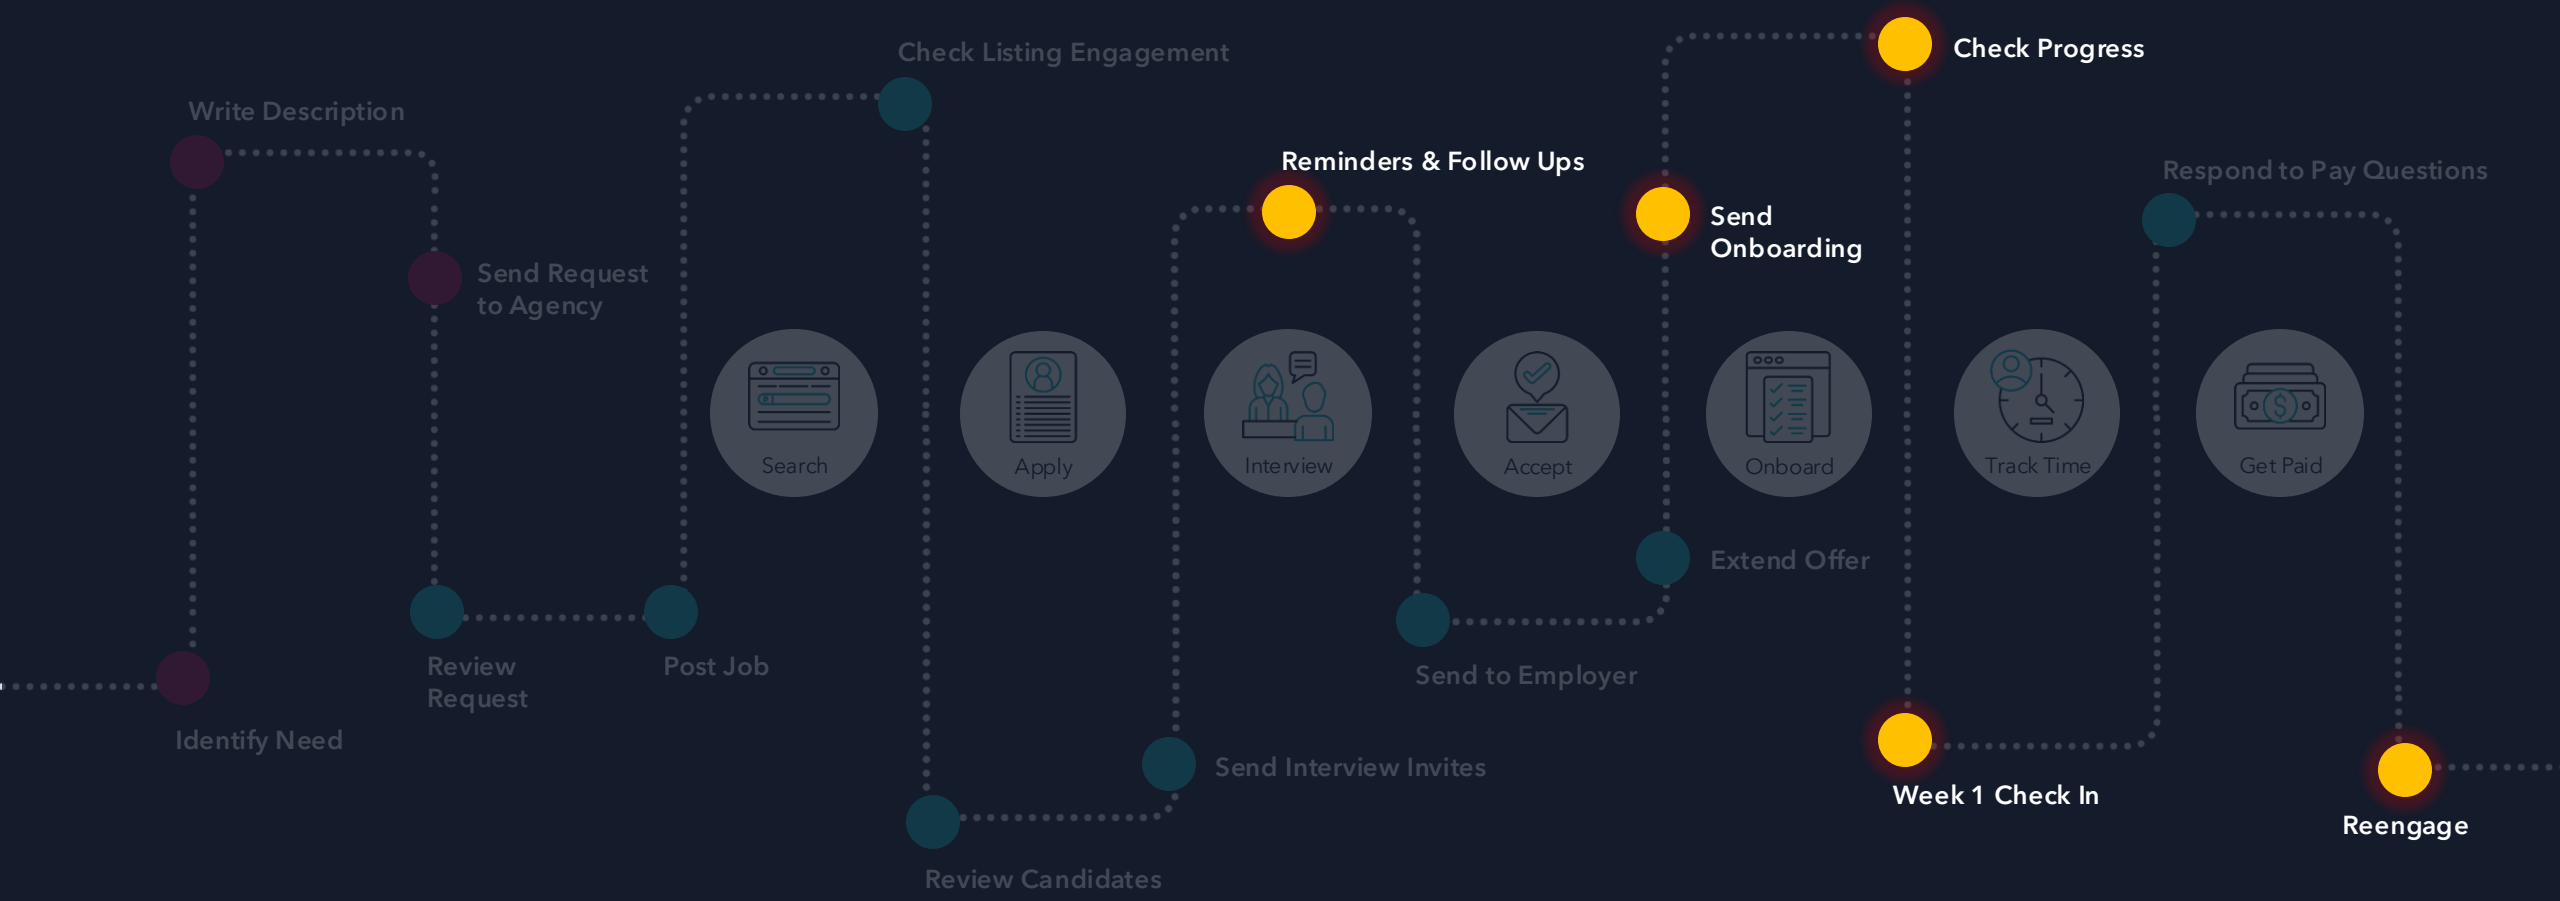 Check Listing Engagement
Check Progress
Write Description
Reminders & Follow Ups
Respond to Pay Questions
Send
Onboarding
Send Request
to Agency
Search
Apply
Interview
Accept
Onboard
Track Time
Get Paid
Extend Offer
Review
Request
Post Job
Send to Employer
Identify Need
Send Interview Invites
Week 1 Check In
Reengage
Review Candidates